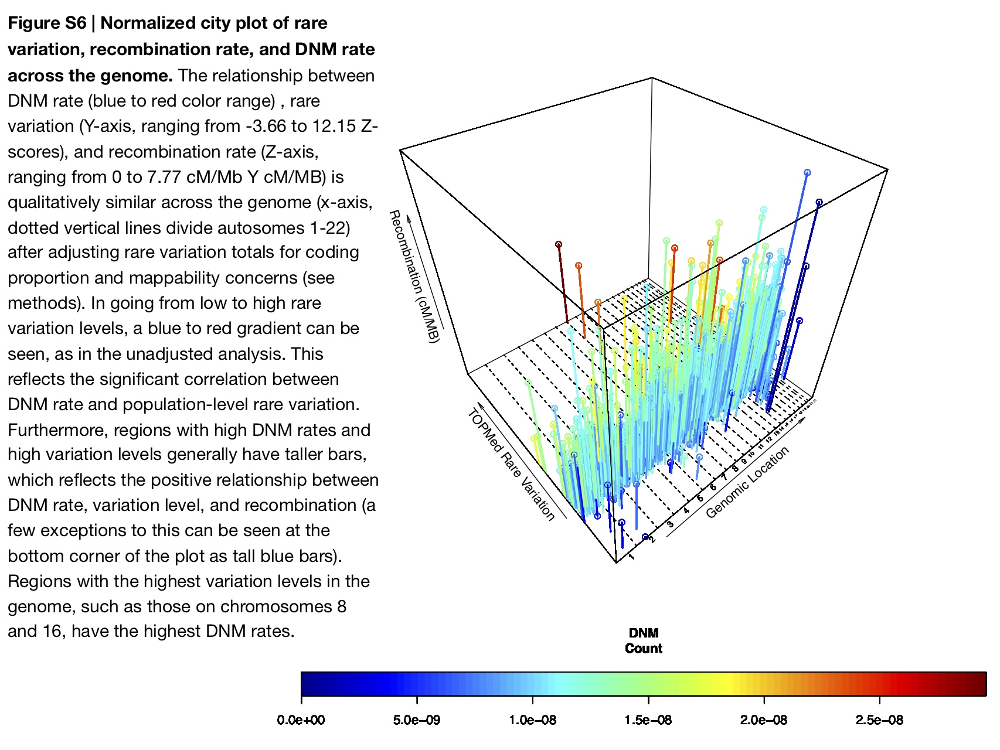 Figure S6 | Normalized city plot of rare
variation, recombination rate, and DNM rate
across the genome. The relationship between
DNM rate (blue to red color range) , rare
variation (Y-axis, ranging from -3.66 to 12.15 Z-
scores), and recombination rate (Z-axis,
ranging from 0 to 7.77 cM/Mb Y cM/MB) is
qualitatively similar across the genome (x-axis,
dotted vertical lines divide autosomes 1-22)
after adjusting rare variation totals for coding
proportion and mappability concerns (see
methods). In going from low to high rare
variation levels, a blue to red gradient can be
seen, as in the unadjusted analysis. This
reflects the significant correlation between
DNM rate and population-level rare variation.
Furthermore, regions with high DNM rates and
high variation levels generally have taller bars,
which reflects the positive relationship between
DNM rate, variation level, and recombination (a
few exceptions to this can be seen at the
bottom corner of the plot as tall blue bars).
Regions with the highest variation levels in the
genome, such as those on chromosomes 8
and 16, have the highest DNM rates.
Recombination (cM/MB)
TOPMed Rare Variation
1 2 3 4 5 6 7 8 9 10 11 12 13 14 15 16 17
Genomic Location
DNM
Count
0.0e+00 5.0e−09 1.0e−08 1.5e−08 2.0e−08 2.5e−08